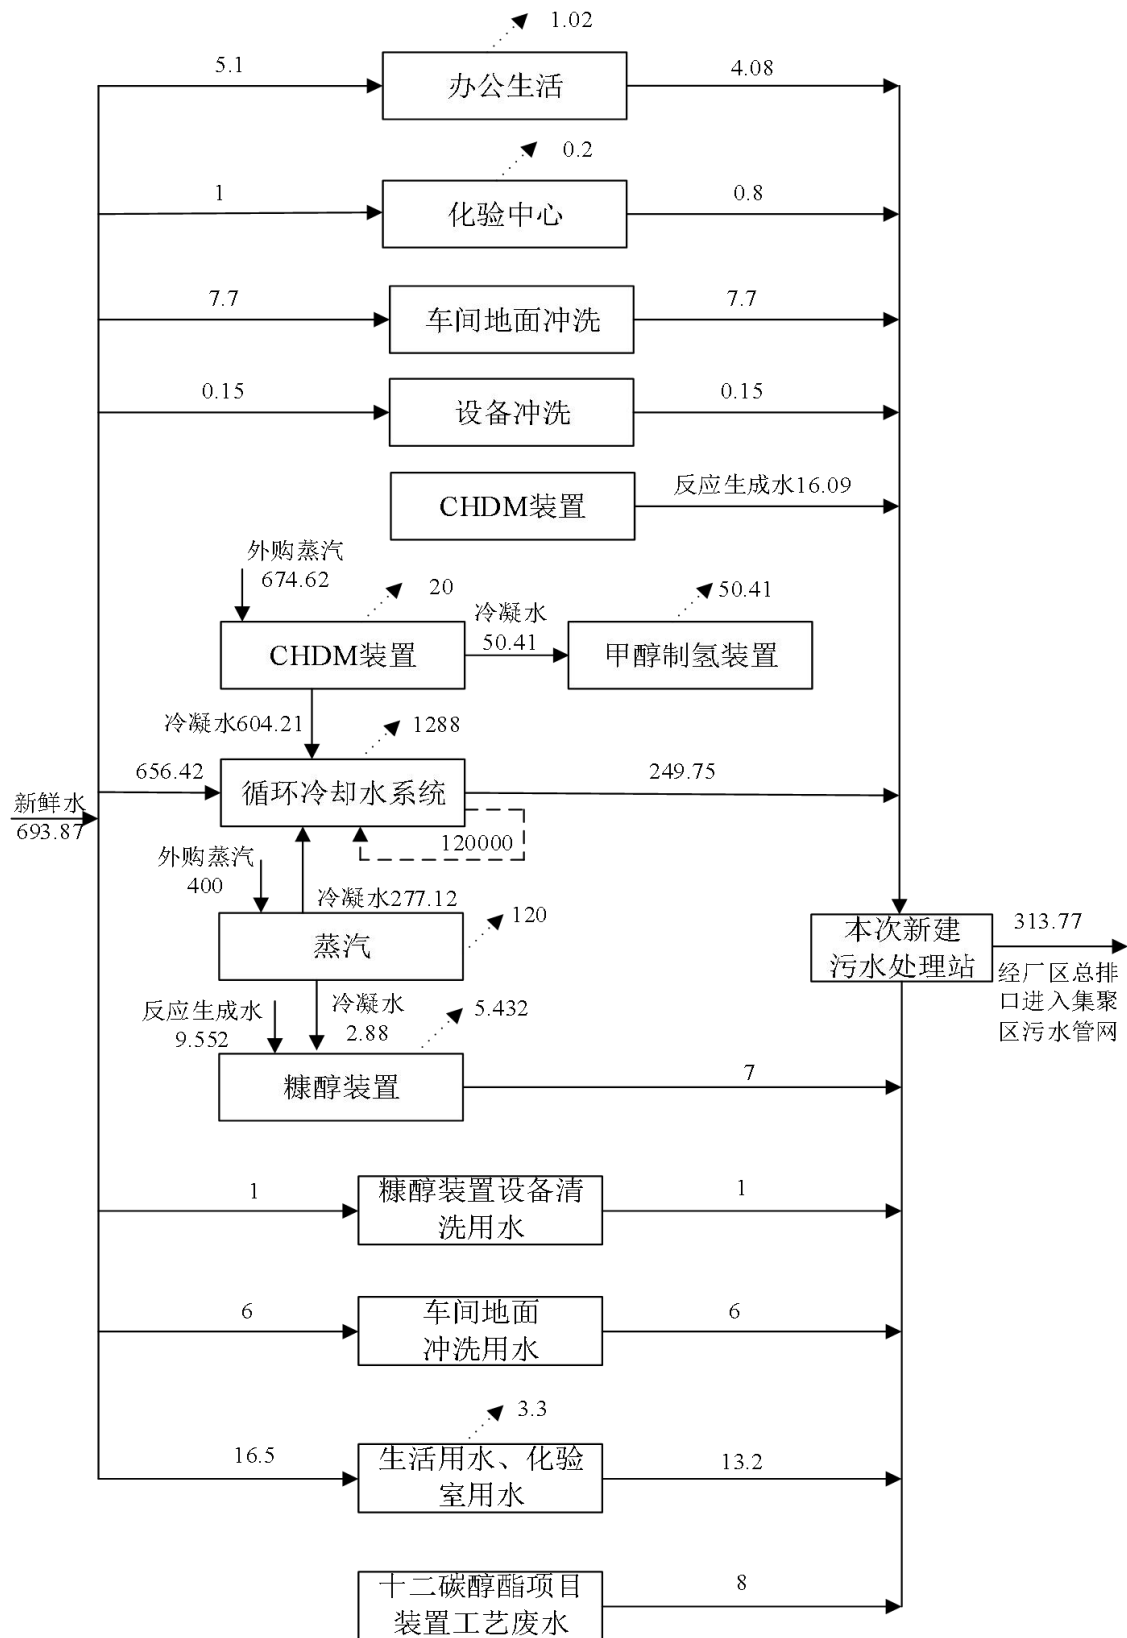 1.02
5.1
办公生活
4.08
0.2
1
化验中心
0.8
7.7
车间地面冲洗
7.7
0.15
设备冲洗
0.15
CHDM装置
反应生成水16.09
外购蒸汽
674.62
20
冷凝水
50.41
50.41
CHDM装置
甲醇制氢装置
冷凝水604.21
1288
656.42
循环冷却水系统
249.75
新鲜水
693.87
120000
外购蒸汽
400
冷凝水277.12
120
蒸汽
本次新建
污水处理站
313.77
经厂区总排
口进入集聚
区污水管网
反应生成水
9.552
冷凝水
2.88
5.432
糠醇装置
7
1
糠醇装置设备清
洗用水
1
6
车间地面
冲洗用水
6
3.3
16.5
生活用水、化验
室用水
13.2
十二碳醇酯项目
装置工艺废水
8